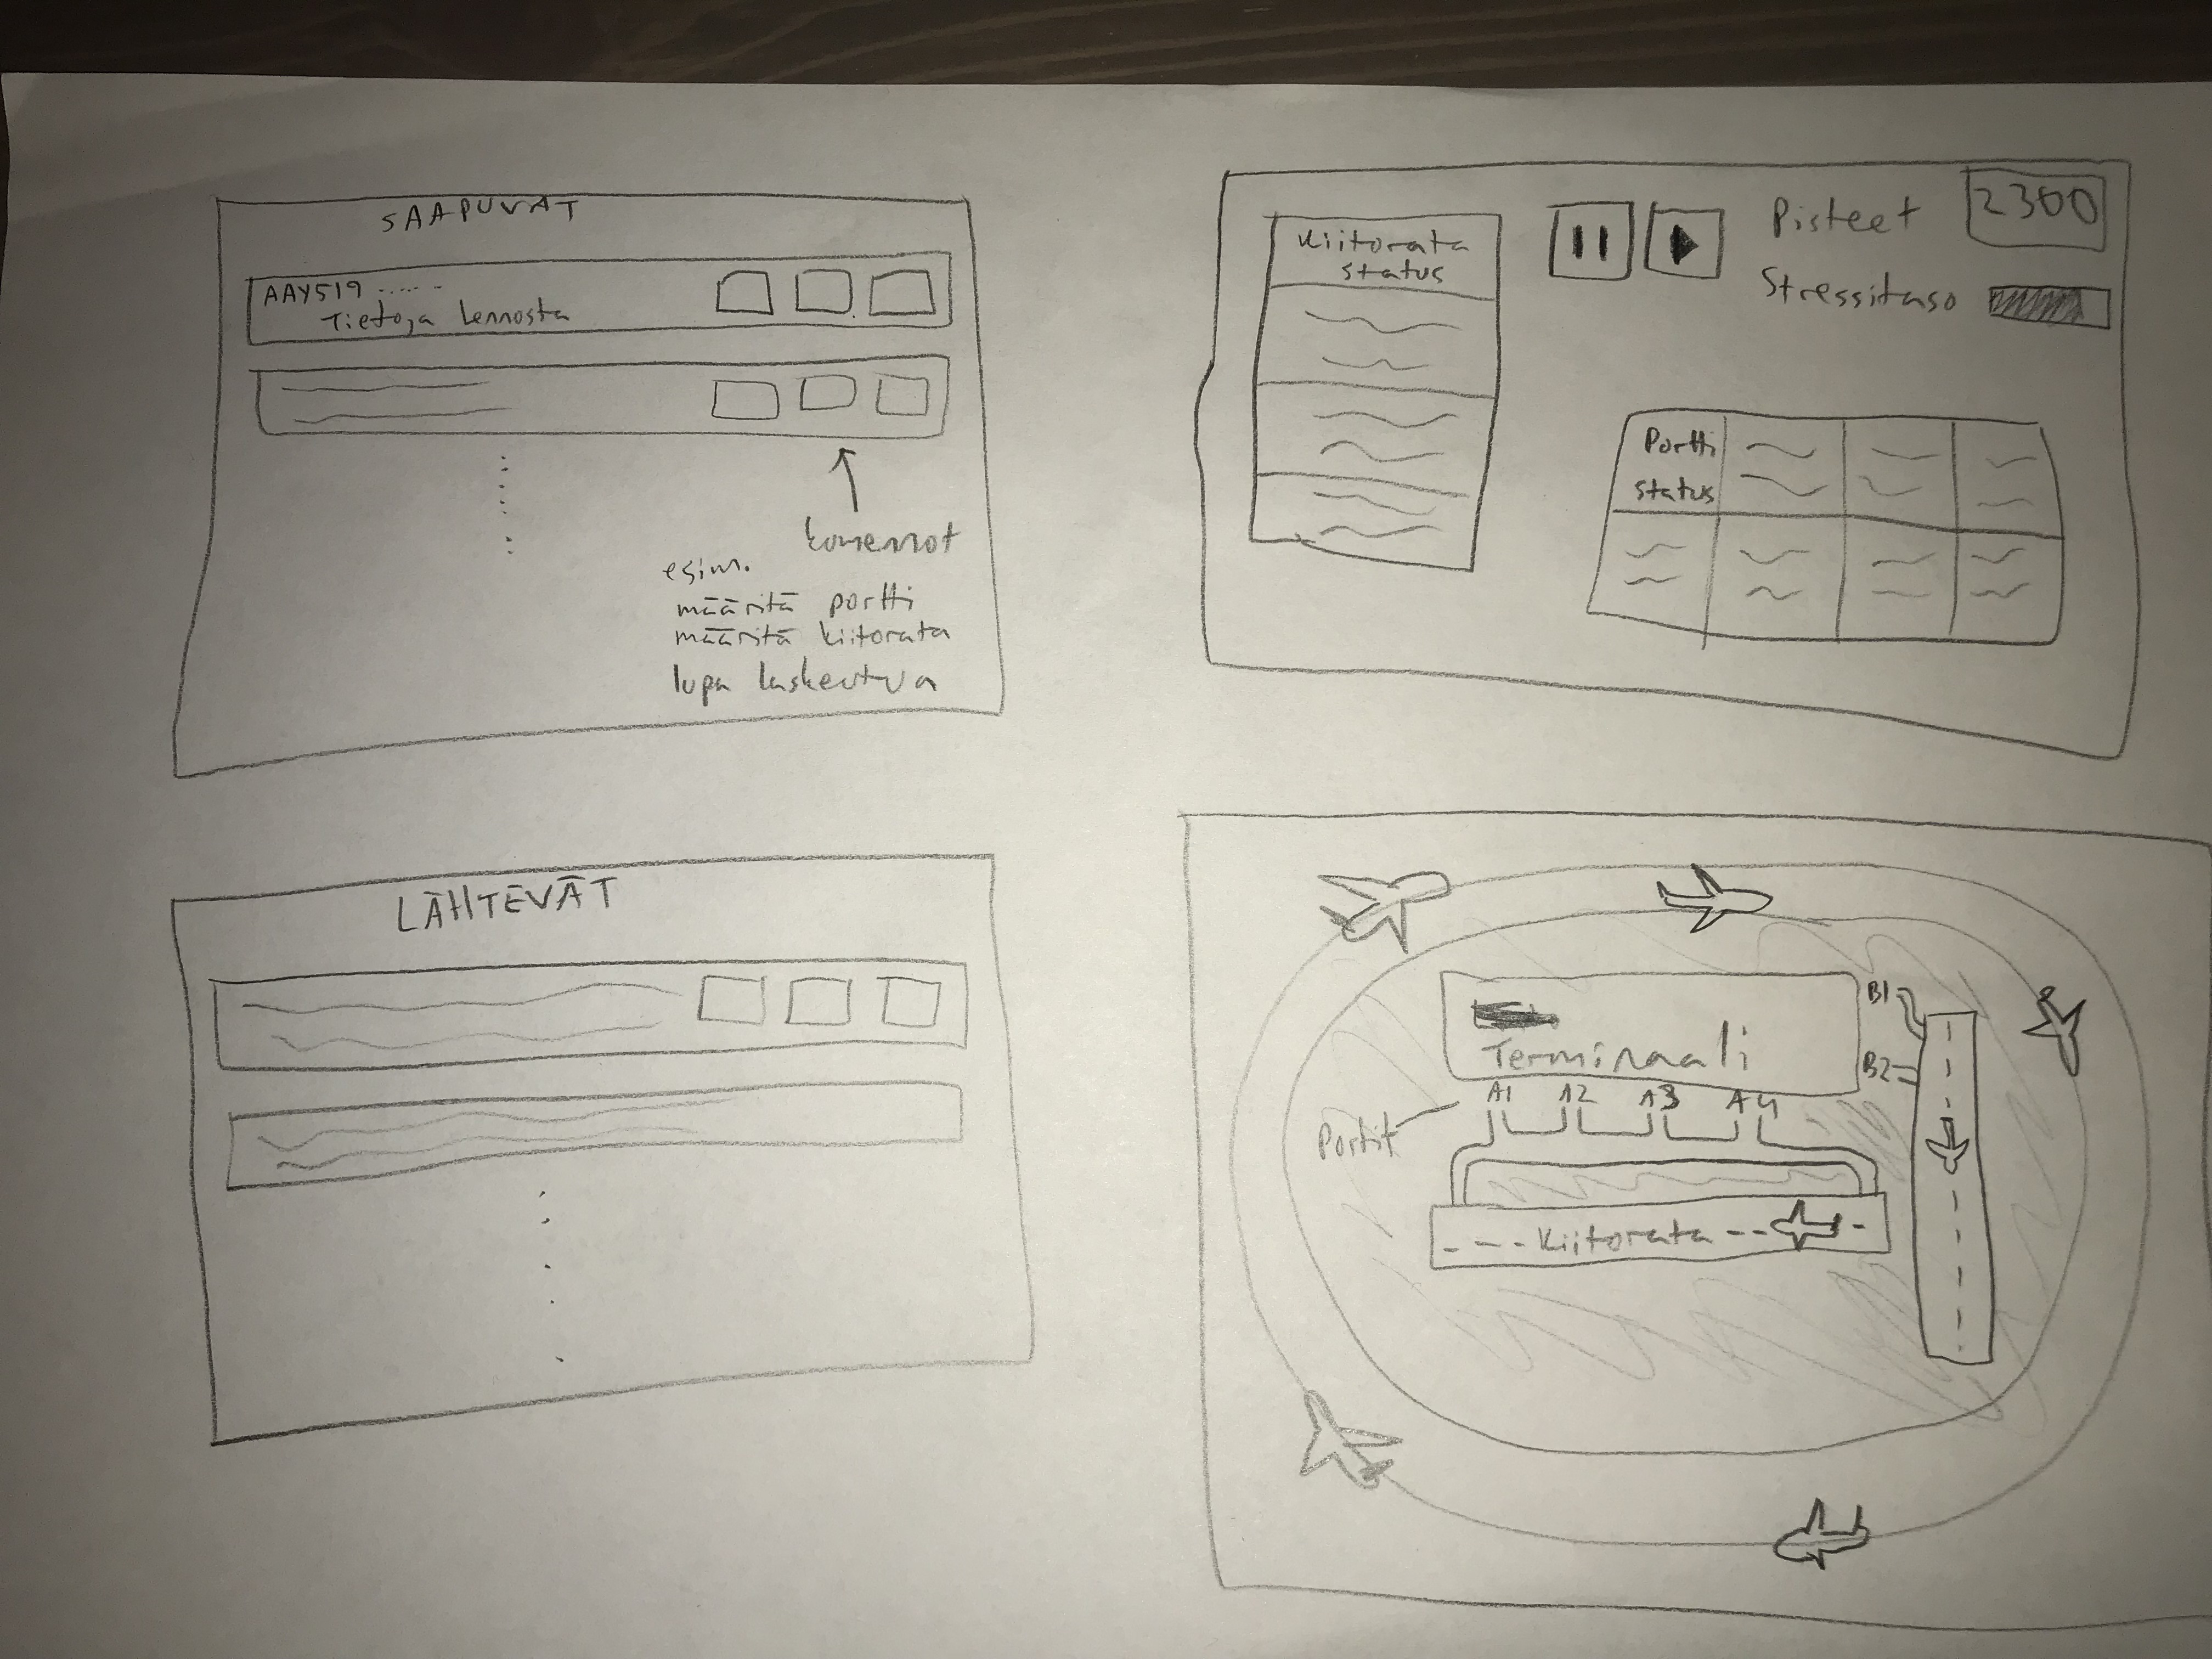 SAAPUVAT
AAY519 ......
Tietoja lennosta
komennot
esim.
määritä portti
määritä kiitorata
lupa laskeutua
Kiitorata
status
Pisteet 2300
Stressitaso
Portti
status
LÄHTEVÄT
Terminaali
B1
B2
A1 A2 A3 A4
Portit
- - - Kiitorata - - -